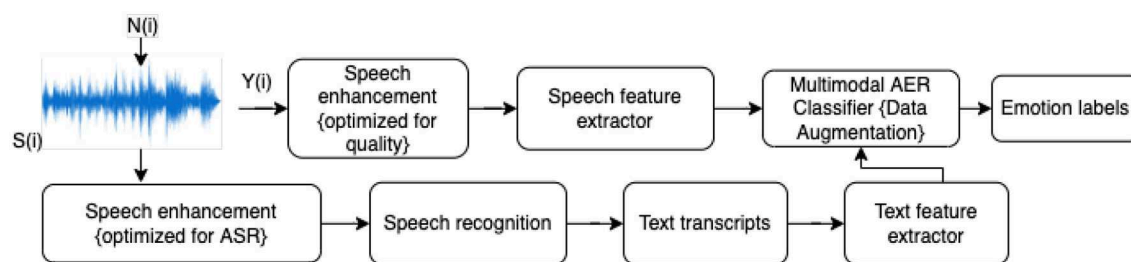 N(i)
S(i)
Y(i)
Speech
enhancement
{optimized for
quality}
Speech feature
extractor
Multimodal AER
Classifier {Data
Augmentation}
Emotion labels
Speech enhancement
{optimized for ASR}
Speech recognition
Text transcripts
Text feature
extractor